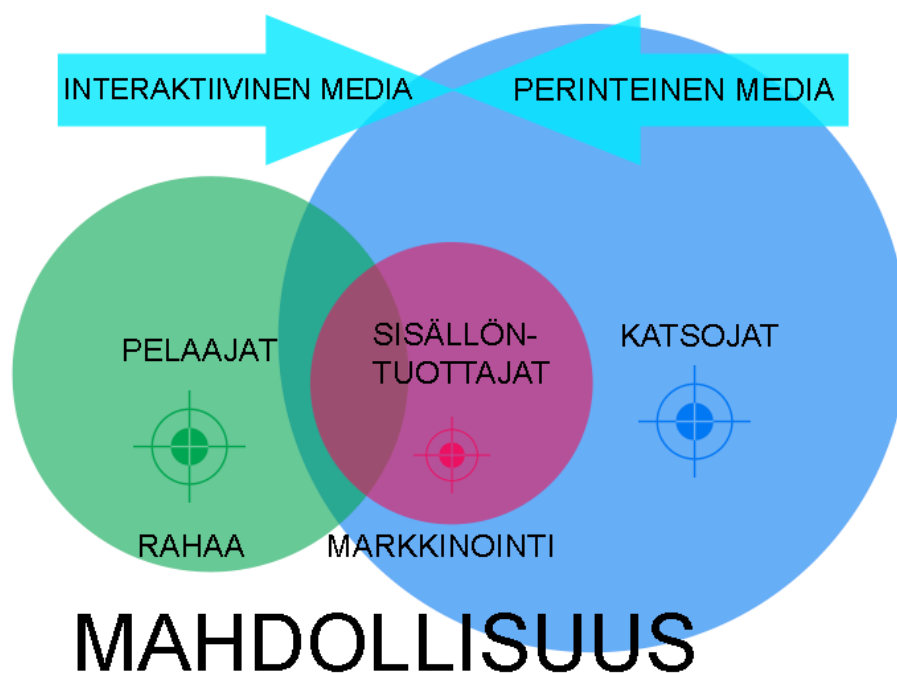 INTERAKTIIVINEN MEDIA
PERINTEINEN MEDIA
PELAAJAT
SISÄLLÖN-
TUOTTAJAT
KATSOJAT
RAHAA
MARKKINOINTI
MAHDOLLISUUS